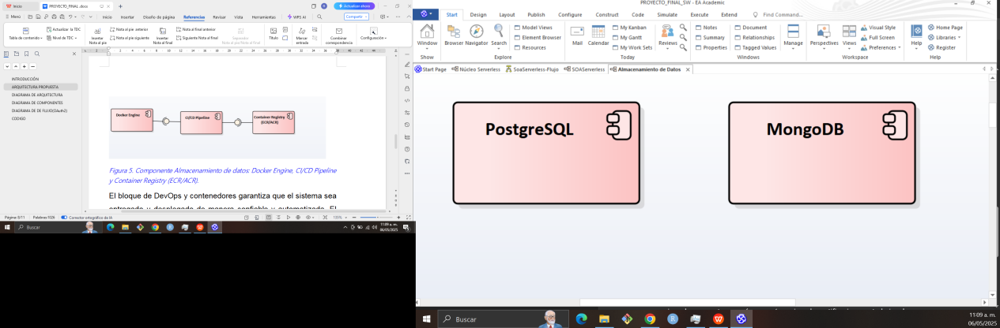 Inicio
PROYECTO_FINAL.docx
Actualizar ahora
Menú
Inicio
Insertar
Diseño de página
Referencias
Revisar
Vista
Herramientas
WPS AI
Compartir
Tabla de contenido
Actualizar la TDC
Nivel de TDC
Insertar
Nota al pie
Nota al pie anterior
Nota al pie siguiente
Insertar
Nota al final
Nota al final anterior
Siguiente Nota al final
Separador
Nota al pie/Nota al final
Título
Marcar
entrada
Combinar
correspondencia
Configuración
INTRODUCCIÓN
ARQUITECTURA PROPUESTA
DIAGRAMA DE ARQUITECTURA
DIAGRAMA DE COMPONENTES
DIAGRAMA DE DE FLUJO(OAuth2)
CÓDIGO
Docker Engine
CI/CD Pipeline
Container Registry
(ECR/ACR)
Figura 5. Componente Almacenamiento de datos: Docker Engine, CI/CD Pipeline
y Container Registry (ECR/ACR).
El bloque de DevOps y contenedores garantiza que el sistema sea
entregado y desplegado de manera confiable y automatizada. El
Página: 8/11
Palabras:1026
Corrector ortográfico de IA
155%
Buscar
11:09 a. m.
06/05/2025
PROYECTO_FINAL_SW - EA Academic
Start
Design
Layout
Publish
Configure
Construct
Code
Simulate
Execute
Extend
Find Command...
Window
Show
Browser
Navigator
Search
Model Views
Element Browser
Resources
Explore
Mail
Calendar
My Kanban
My Gantt
My Work Sets
Today
Reviews
Notes
Summary
Properties
Document
Relationships
Tagged Values
Windows
Manage
Perspectives
Views
Visual Style
Full Screen
Preferences
Workspace
Help
Home Page
Libraries
Register
Help
Start Page
Núcleo Serverless
SoaServerless-Flujo
SOAServerless
Almacenamiento de Datos
PostgreSQL
MongoDB
Buscar
11:09 a. m.
06/05/2025